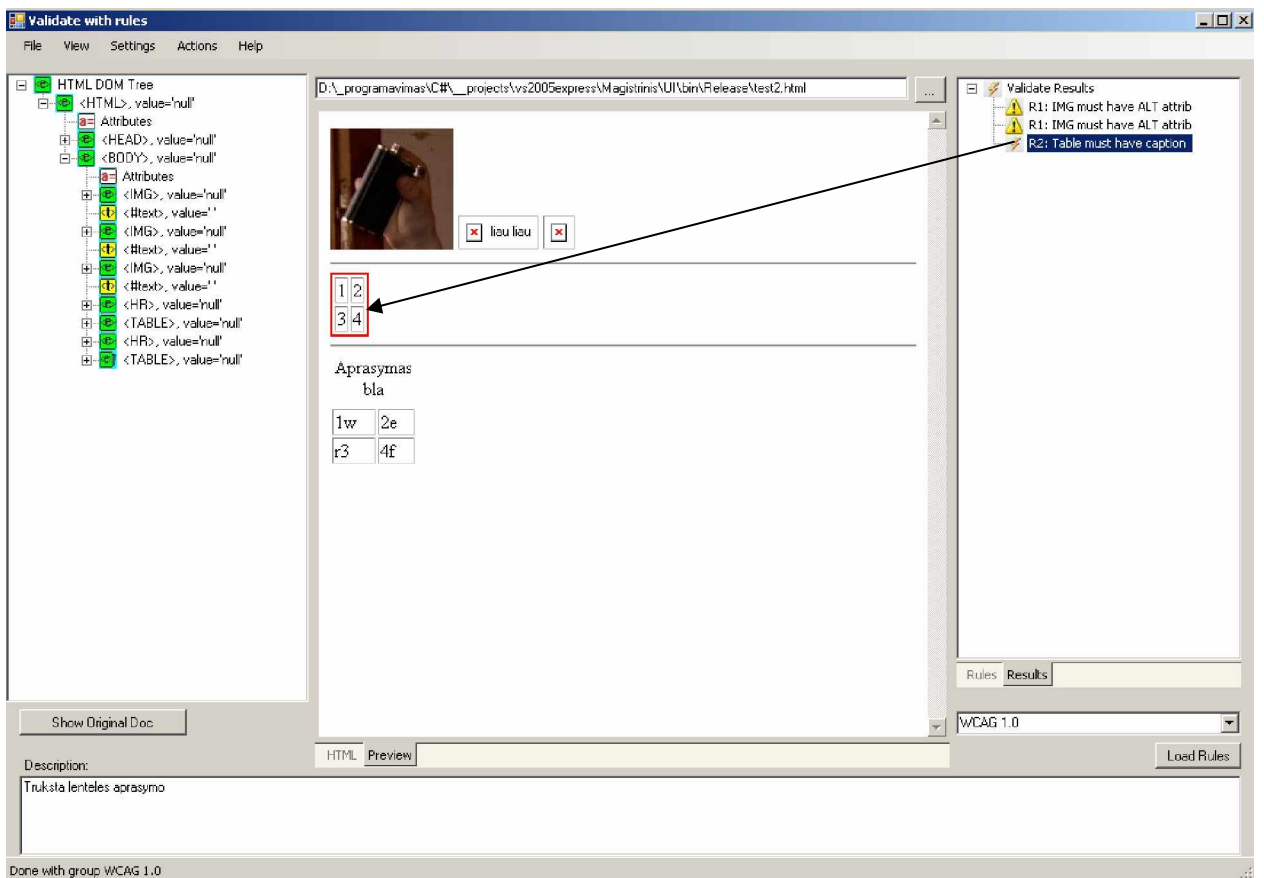 Validate with rules
File View Settings Actions Help
HTML DOM Tree
<HTML>, value='null'
a= Attributes
<HEAD>, value='null'
<BODY>, value='null'
a= Attributes
<IMG>, value='null'
<#text>, value=' '
<IMG>, value='null'
<#text>, value=' '
<IMG>, value='null'
<#text>, value=' '
<HR>, value='null'
<TABLE>, value='null'
<HR>, value='null'
<TABLE>, value='null'
Show Original Doc
D:\_programavimas\C#\__projects\vs2005express\Magistrinis\UI\bin\Release\test2.html
...
liau liau
1 2
3 4
Aprasymas
bla
1w 2e
r3 4f
HTML Preview
Validate Results
R1: IMG must have ALT attrib
R1: IMG must have ALT attrib
R2: Table must have caption
Rules Results
WCAG 1.0
Load Rules
Description:
Truksta lenteles aprasymo
Done with group WCAG 1.0